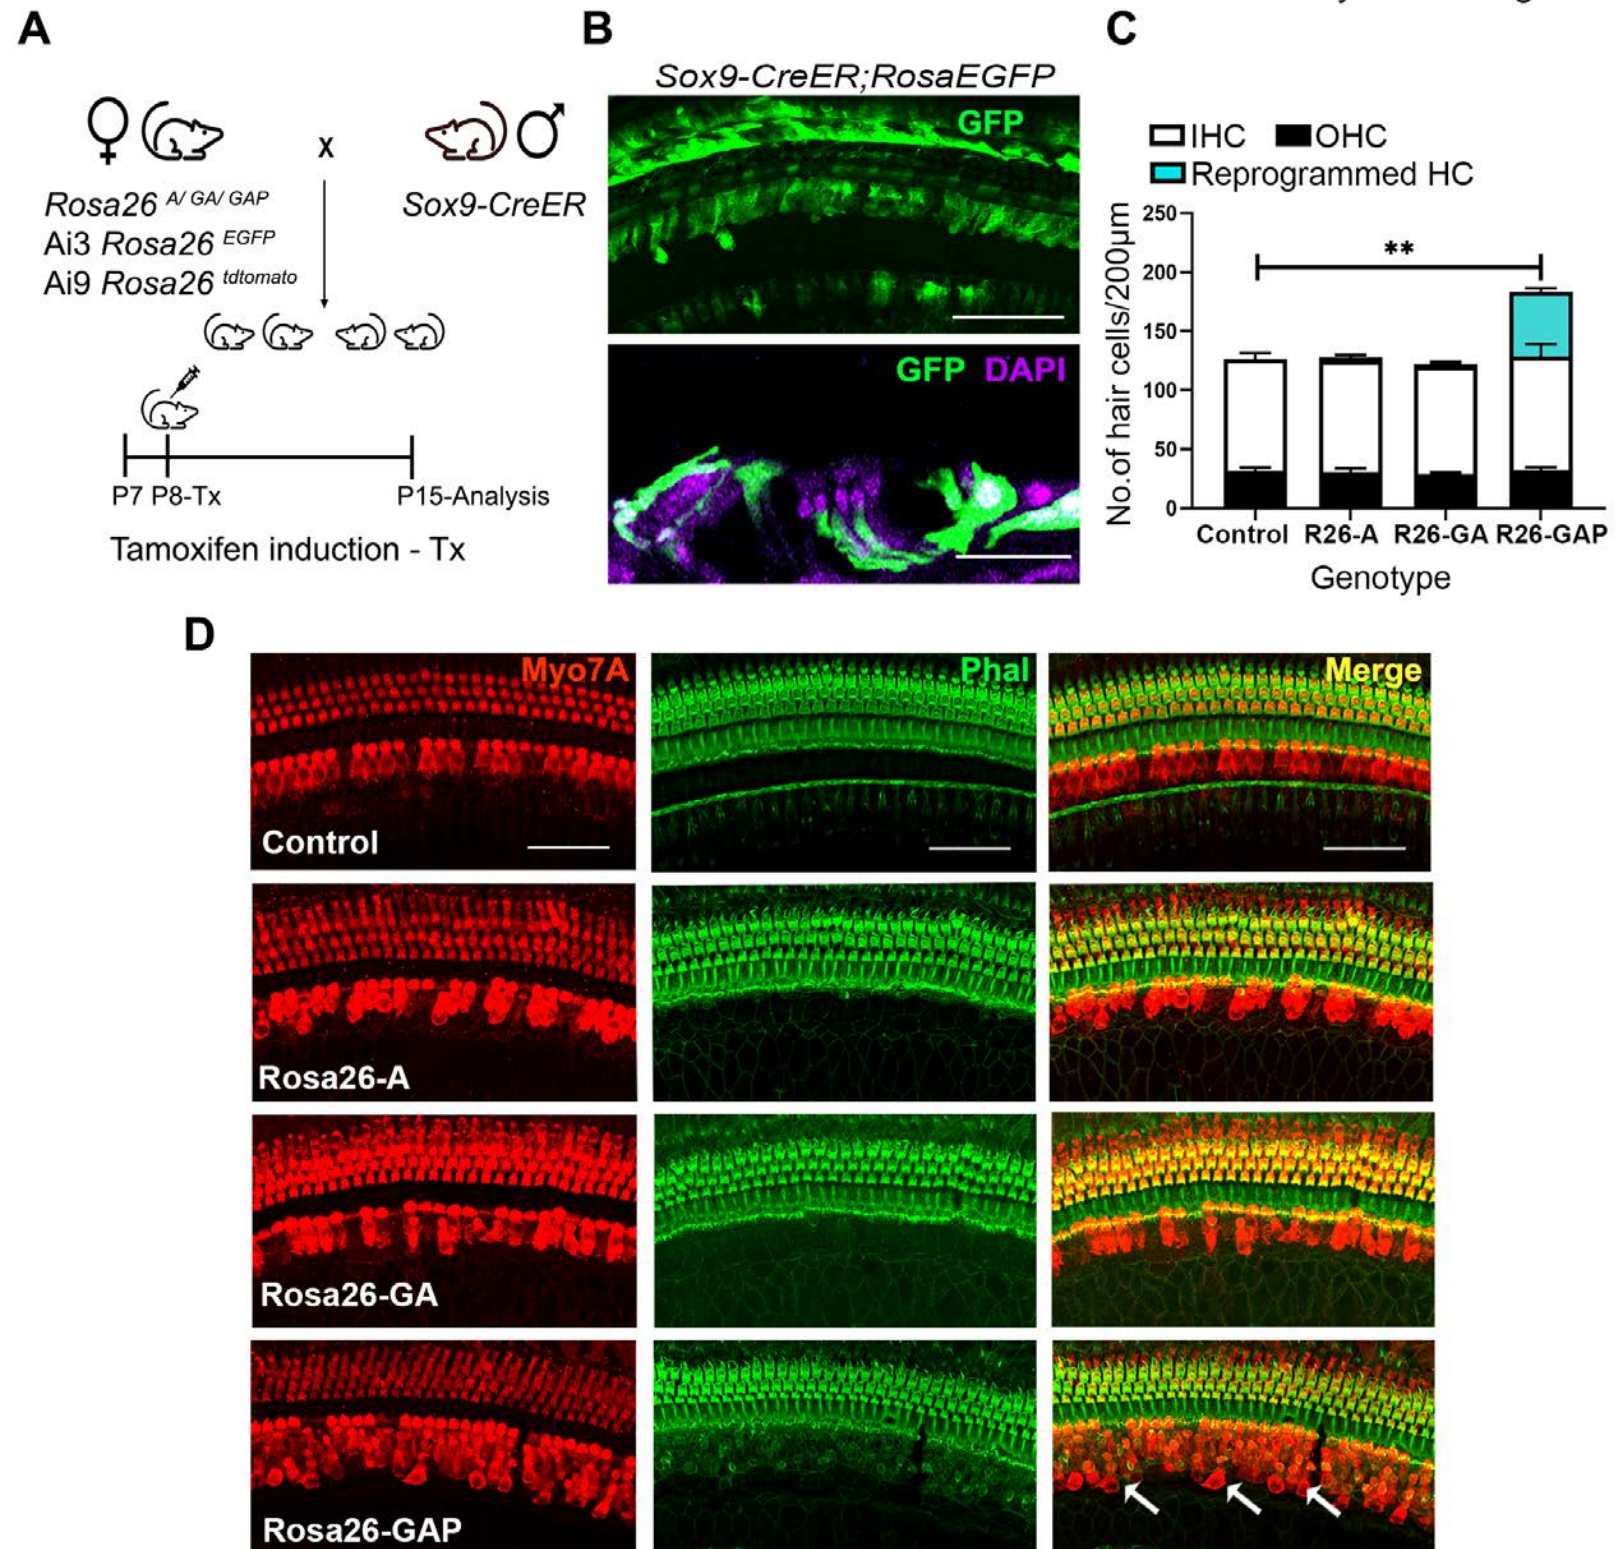 A
B
C
Sox9-CreER;RosaEGFP
GFP
GFP DAPI
X
Rosa26 A/ GA/ GAP
Sox9-CreER
Ai3 Rosa26 EGFP
Ai9 Rosa26 tdtomato
P7 P8-Tx
P15-Analysis
Tamoxifen induction - Tx
IHC OHC
Reprogrammed HC
No.of hair cells/200μm
250
200
150
100
50
0
**
Control R26-A R26-GA R26-GAP
Genotype
D
Myo7A
Phal
Merge
Control
Rosa26-A
Rosa26-GA
Rosa26-GAP